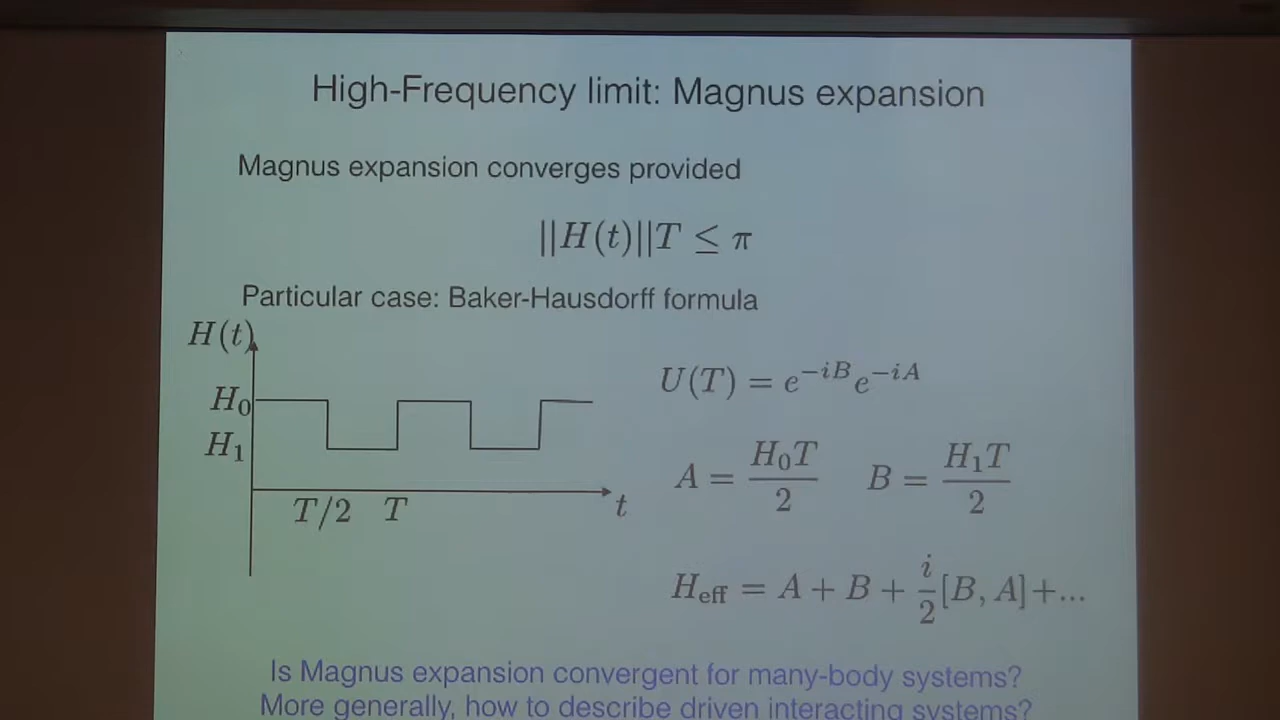 High-Frequency limit: Magnus expansion
Magnus expansion converges provided
||H(t)||T ≤ π
Particular case: Baker-Hausdorff formula
H(t)
H₀
H₁
T/2 T
t
U(T) = e^{-iB} e^{-iA}
A = H₀T/2 B = H₁T/2
H_eff = A + B + i/2 [B, A]+...
Is Magnus expansion convergent for many-body systems?
More generally, how to describe driven interacting systems?